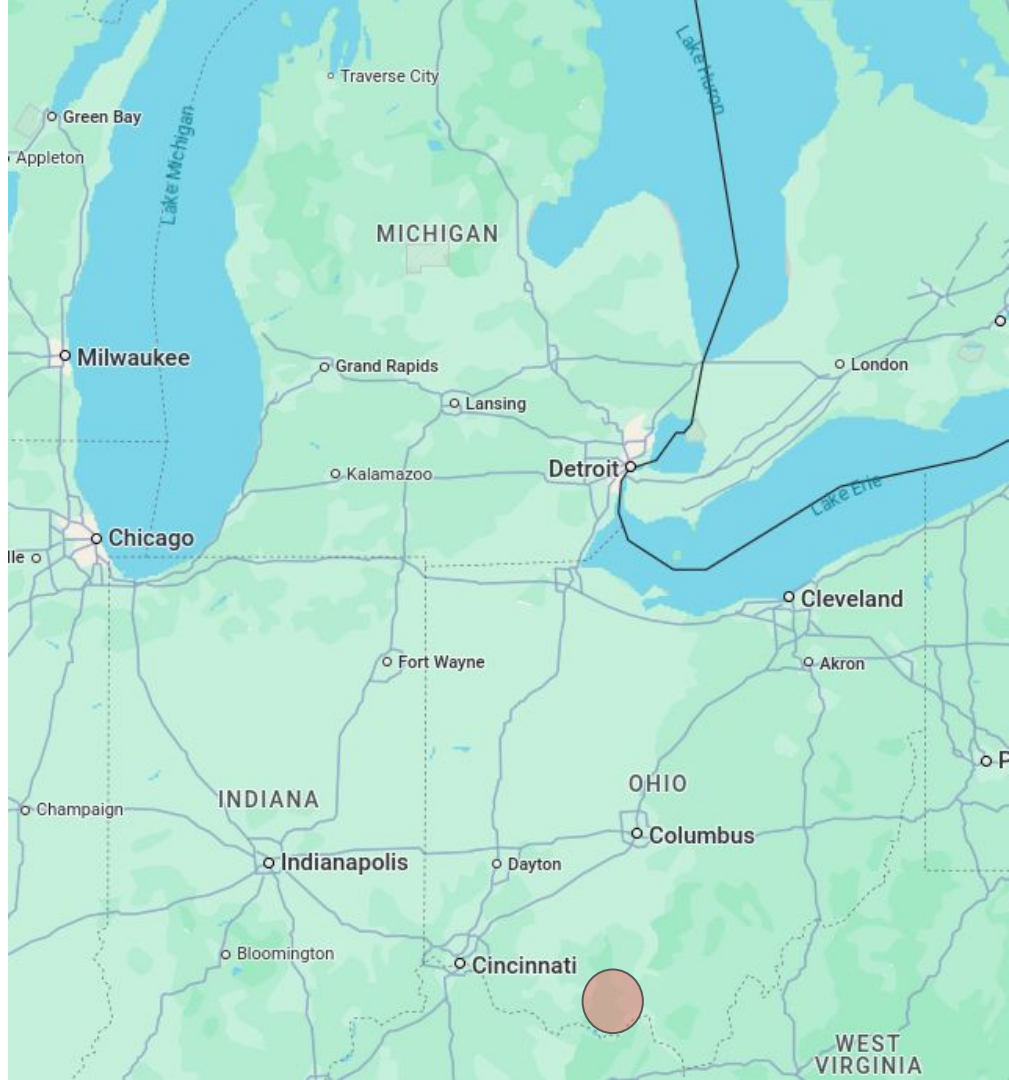 Traverse City
Lake Huron
Green Bay
Lake Michigan
Appleton
MICHIGAN
Milwaukee
Grand Rapids
London
Lansing
Detroit
Kalamazoo
Lake Erie
Chicago
lle
Cleveland
Fort Wayne
Akron
P
OHIO
INDIANA
Champaign
Columbus
Indianapolis
Dayton
Bloomington
Cincinnati
WEST
VIRGINIA